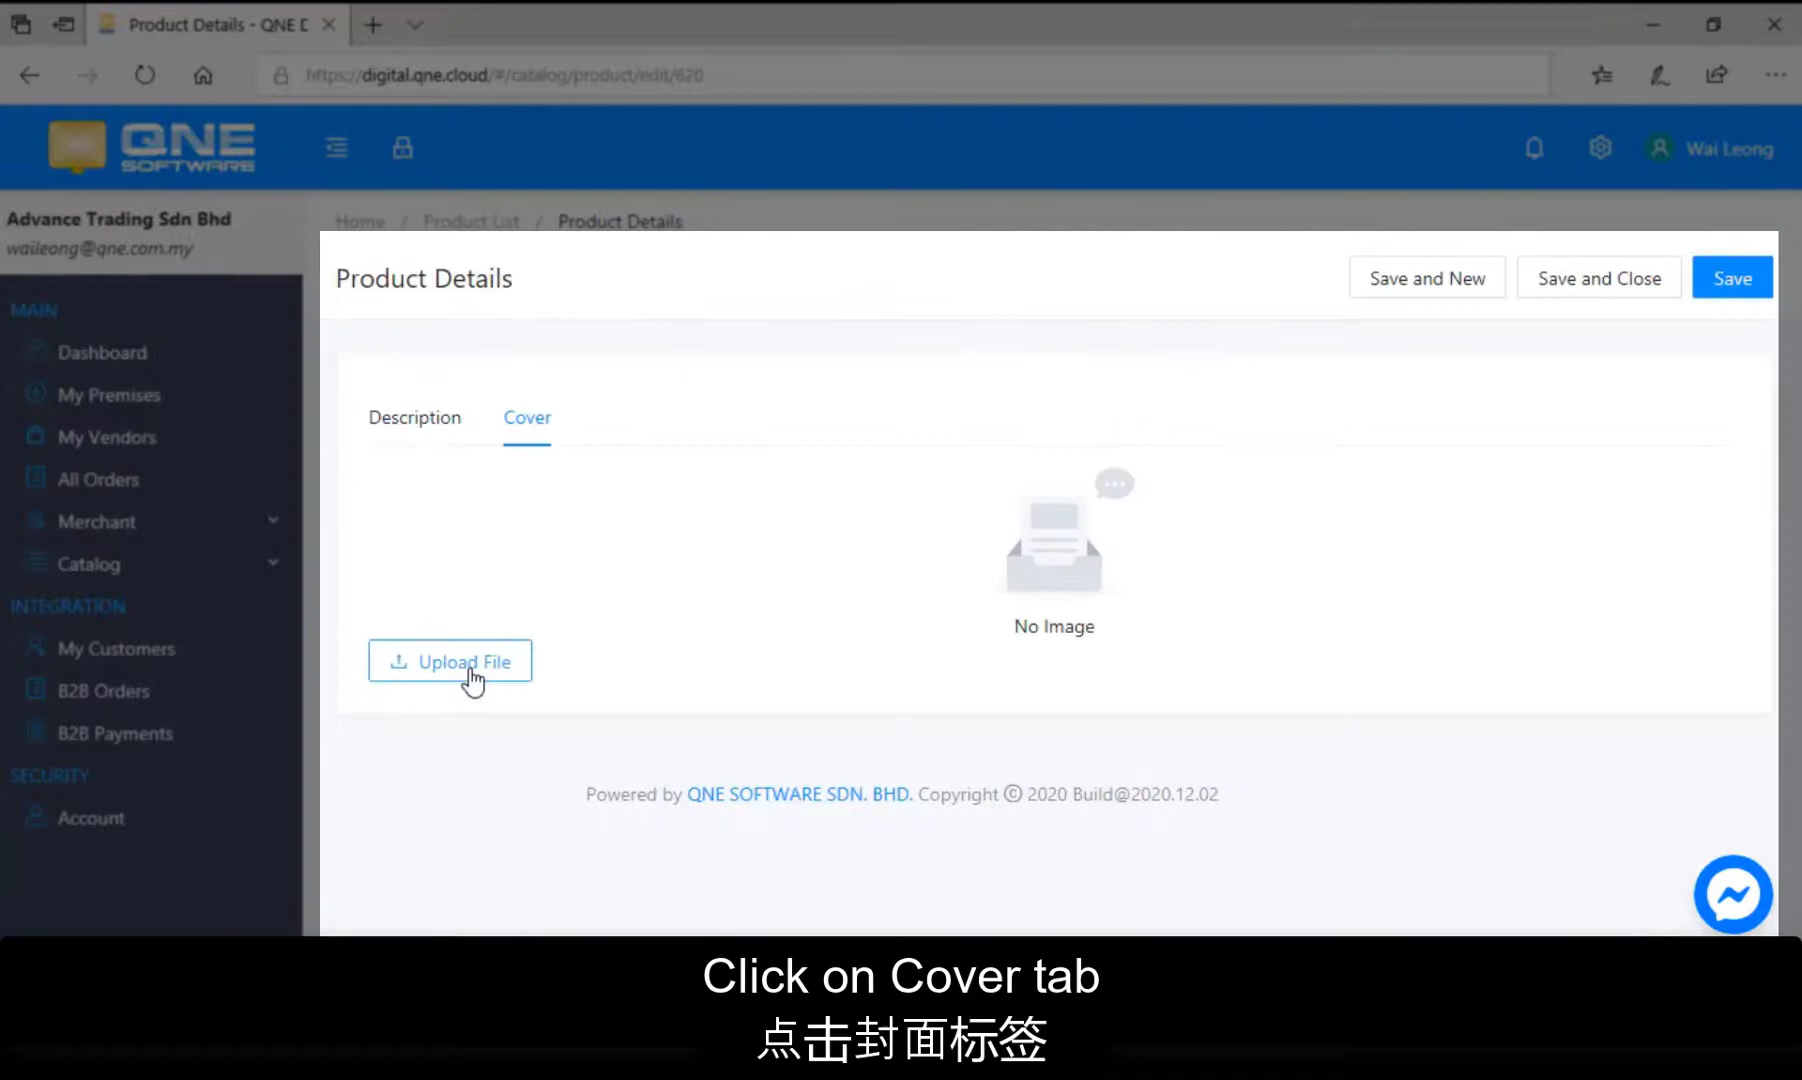 Product Details - QNE D
https://digital.qne.cloud/#/catalog/product/edit/620
QNE
SOFTWARE
Wai Leong
Advance Trading Sdn Bhd
waileong@qne.com.my
Home / Product List / Product Details
Product Details
Save and New
Save and Close
Save
MAIN
Dashboard
My Premises
My Vendors
All Orders
Merchant
Catalog
INTEGRATION
My Customers
B2B Orders
B2B Payments
SECURITY
Account
Description
Cover
No Image
Upload File
Powered by QNE SOFTWARE SDN. BHD. Copyright © 2020 Build@2020.12.02
Click on Cover tab
点击封面标签